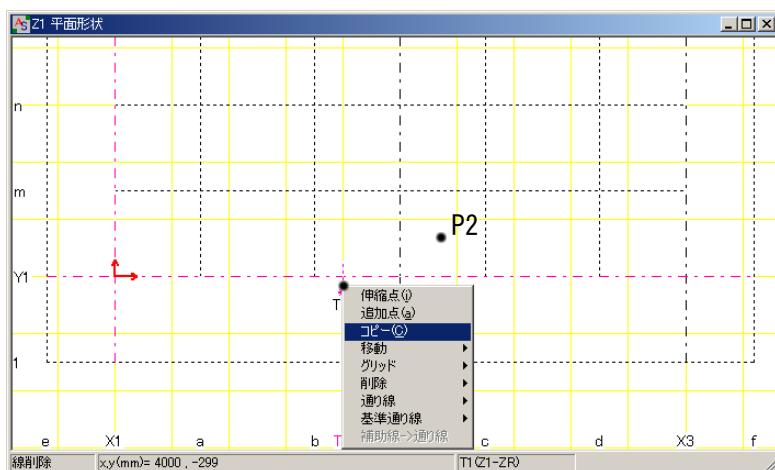 Z1 平面形状
n
m
P2
Y1
T
伸縮点(i)
追加点(a)
コピー(C)
移動
グリッド
削除
通り線
基準通り線
補助線->通り線
1
e X1 a b T c d X3 f
線削除 x,y(mm)= 4000 , -299 T1(Z1-ZR)